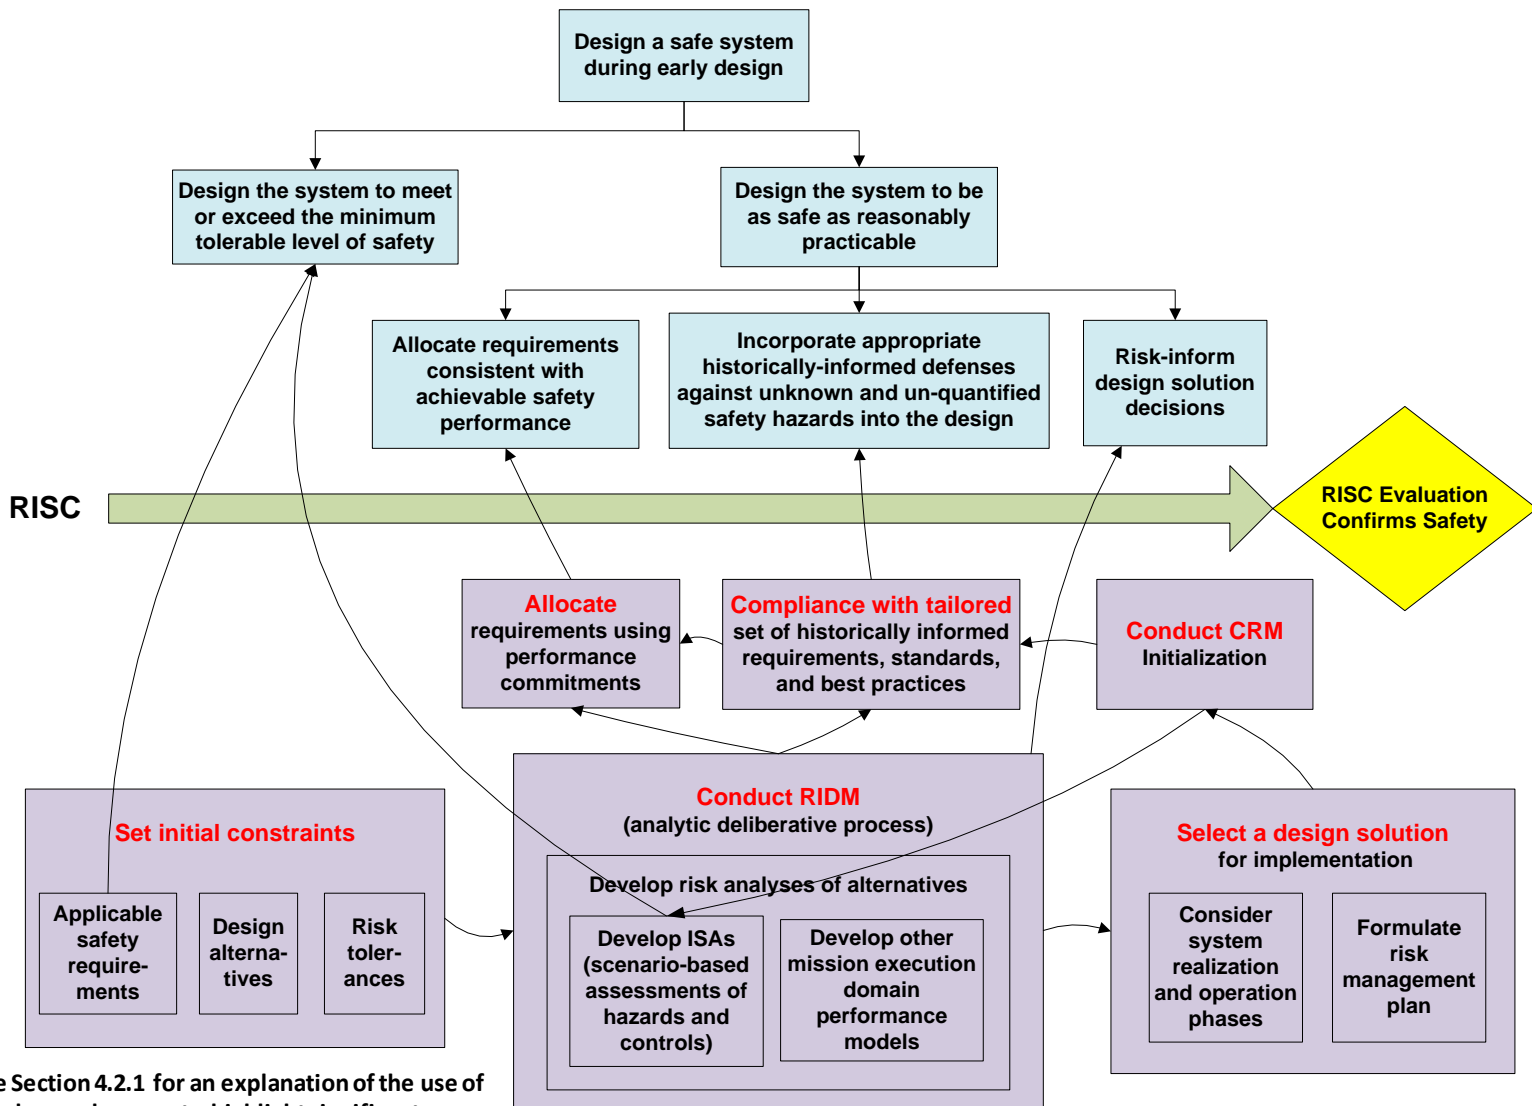 Design a safe system
during early design
Design the system to meet
or exceed the minimum
tolerable level of safety
Design the system to be
as safe as reasonably
practicable
Allocate requirements
consistent with
achievable safety
performance
Incorporate appropriate
historically-informed defenses
against unknown and un-quantified
safety hazards into the design
Risk-inform
design solution
decisions
RISC
RISC Evaluation
Confirms Safety
Allocate
requirements using
performance
commitments
Compliance with tailored
set of historically informed
requirements, standards,
and best practices
Conduct CRM
Initialization
Set initial constraints
Applicable
safety
require-
ments
Design
alterna-
tives
Risk
toler-
ances
Conduct RIDM
(analytic deliberative process)
Develop risk analyses of alternatives
Develop ISAs
(scenario-based
assessments of
hazards and
controls)
Develop other
mission execution
domain
performance
models
Select a design solution
for implementation
Consider
system
realization
and operation
phases
Formulate
risk
management
plan
Section 4.2.1 for an explanation of the use of